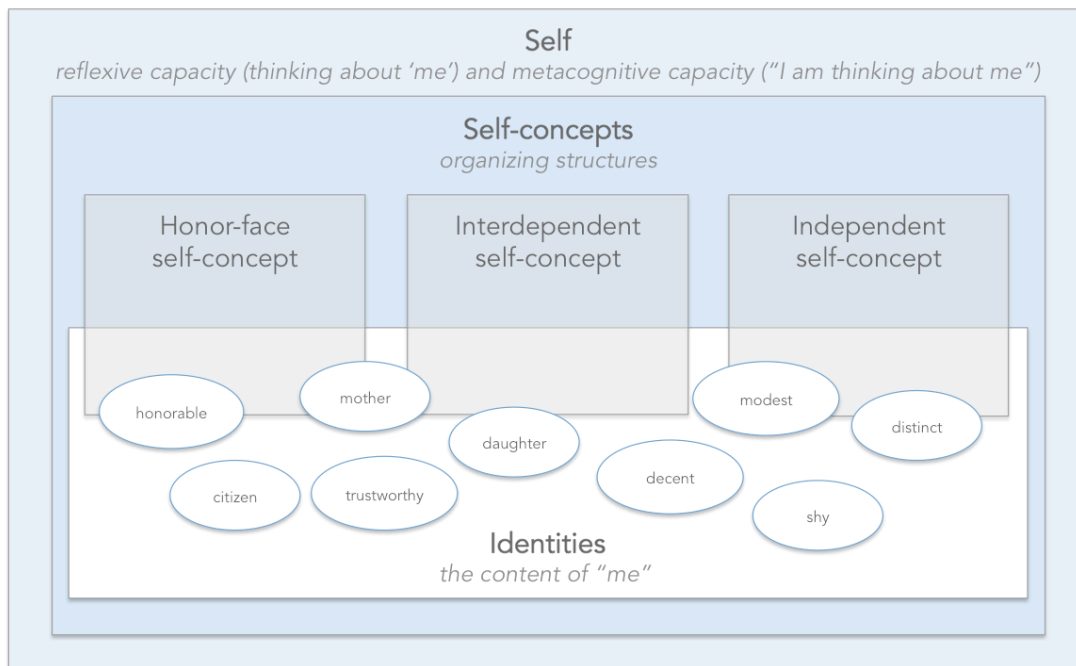 Self
reflexive capacity (thinking about ‘me’) and metacognitive capacity (“I am thinking about me”)
Self-concepts
organizing structures
Honor-face
self-concept
Interdependent
self-concept
Independent
self-concept
honorable
mother
daughter
modest
distinct
citizen
trustworthy
decent
shy
Identities
the content of “me”